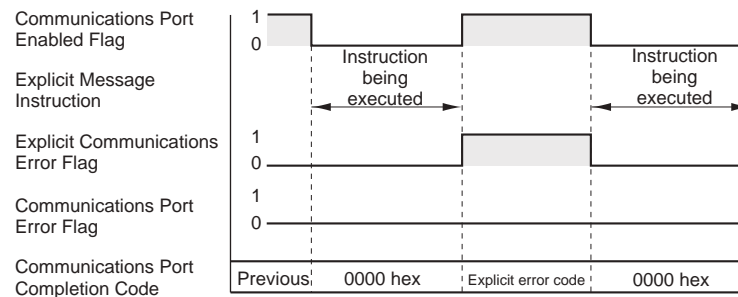 Communications Port
Enabled Flag
1
0
Instruction
being
executed
Instruction
being
executed
Explicit Message
Instruction
Explicit Communications
Error Flag
1
0
Communications Port
Error Flag
1
0
Communications Port
Completion Code
Previous
0000 hex
Explicit error code
0000 hex